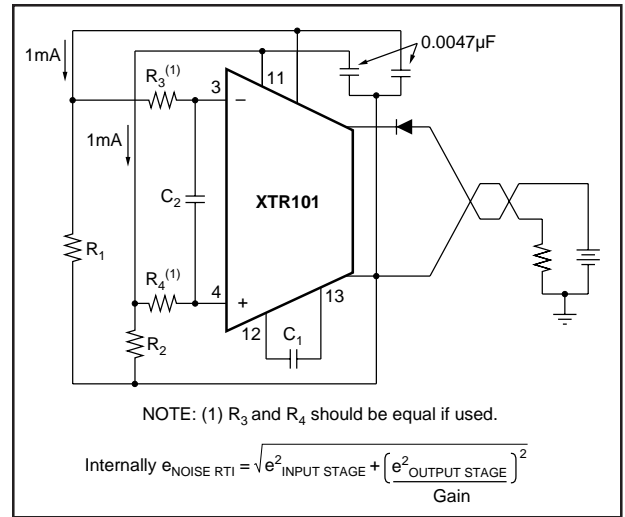 1mA
0.0047µF
R3(1)
3
11
−
1mA
C2
XTR101
R1
R4(1)
4
+
13
12
C1
R2
NOTE: (1) R3 and R4 should be equal if used.
Internally eNOISE RTI = √e²INPUT STAGE + (e²OUTPUT STAGE / Gain)²